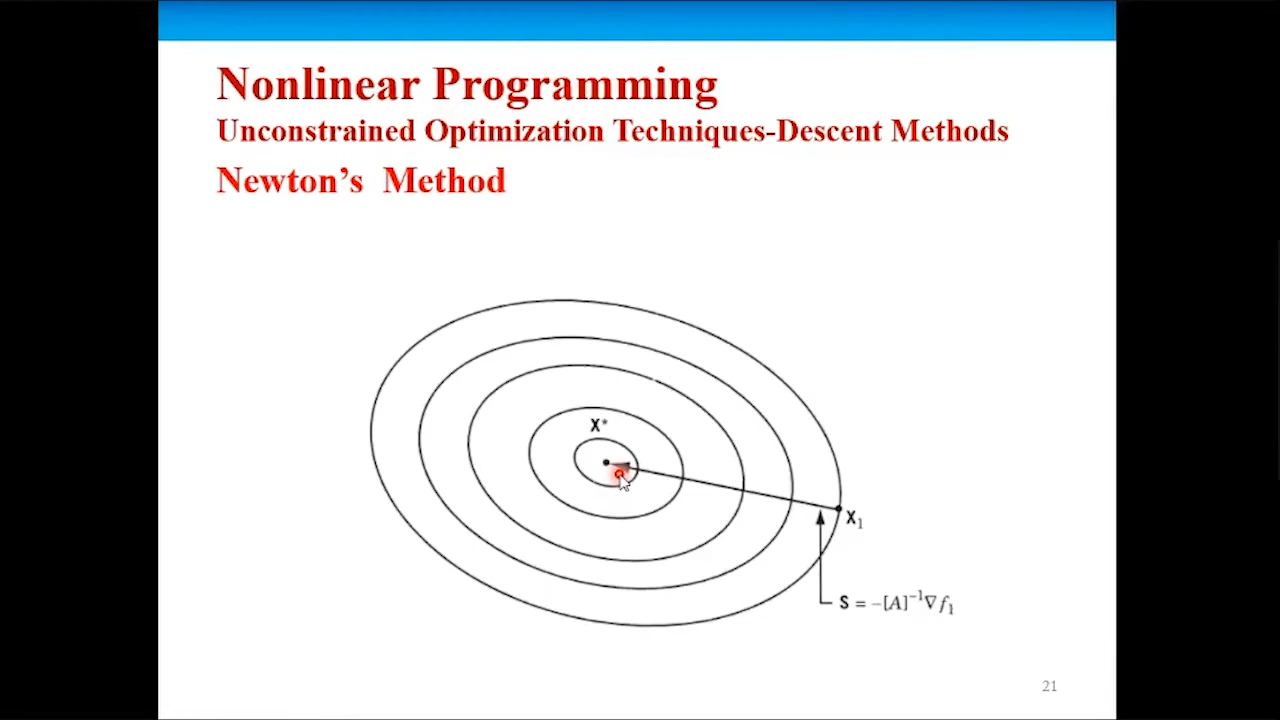 Nonlinear Programming
Unconstrained Optimization Techniques-Descent Methods
Newton’s Method
X*
X₁
S = −[A]⁻¹∇f₁
21